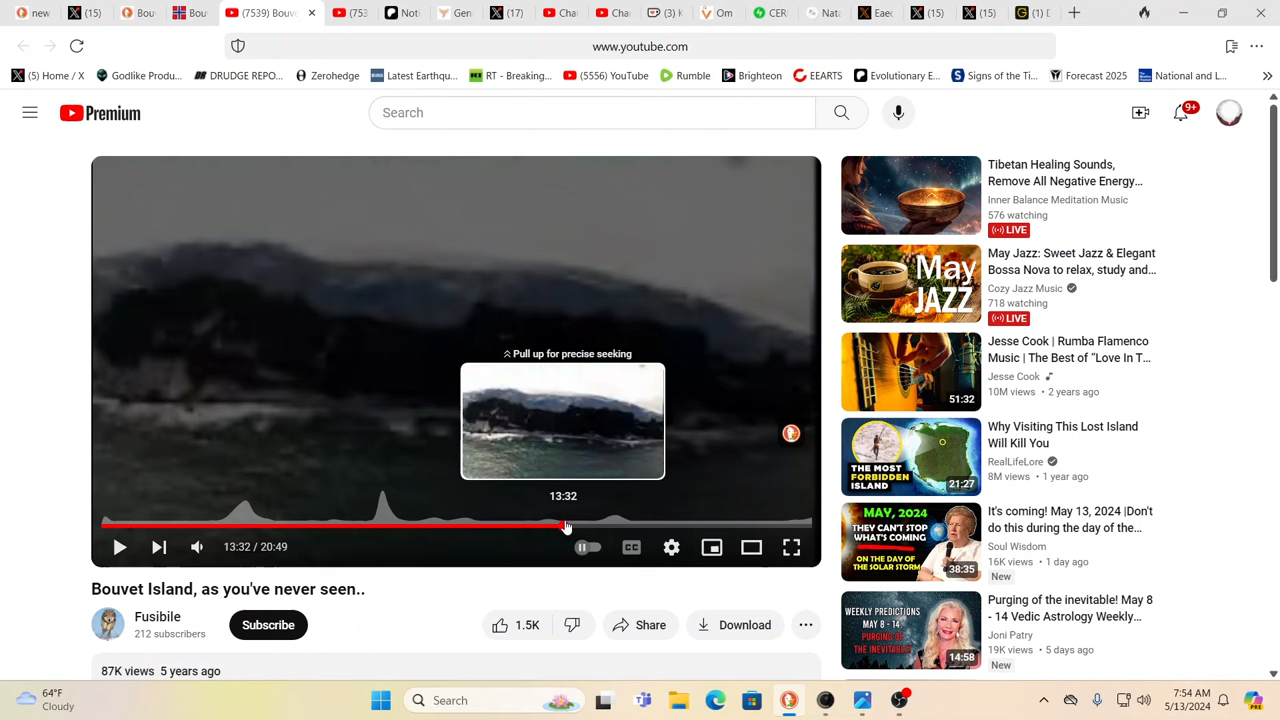 new
(15)
Bouv
Bou
(7539) Bouve
(753
Noti
Veni
(7)
Cha
Cha
(3) H
Vom
CER
Nata
Eaec
(15)
(15)
(1) D
www.youtube.com
(5) Home / X
Godlike Produ...
DRUDGE REPO...
Zerohedge
Latest Earthqu...
RT - Breaking...
(5556) YouTube
Rumble
Brighteon
EEARTS
Evolutionary E...
Signs of the Ti...
Forecast 2025
National and L...
Premium
Search
9+
Pull up for precise seeking
13:32
13:32 / 20:49
Bouvet Island, as you've never seen..
Fusibile
212 subscribers
Subscribe
1.5K
Share
Download
87K views 5 years ago
Tibetan Healing Sounds,
Remove All Negative Energy...
Inner Balance Meditation Music
576 watching
LIVE
May
JAZZ
May Jazz: Sweet Jazz & Elegant
Bossa Nova to relax, study and...
Cozy Jazz Music
718 watching
LIVE
51:32
Jesse Cook | Rumba Flamenco
Music | The Best of "Love In T...
Jesse Cook
10M views • 2 years ago
THE MOST
FORBIDDEN
ISLAND
21:27
Why Visiting This Lost Island
Will Kill You
RealLifeLore
8M views • 1 year ago
MAY, 2024
THEY CAN'T STOP
WHAT'S COMING
ON THE DAY OF
THE SOLAR STORM
38:35
It's coming! May 13, 2024 |Don't
do this during the day of the...
Soul Wisdom
16K views • 1 day ago
New
WEEKLY PREDICTIONS
MAY 8 - 14.
PURGING OF
THE INEVITABLE!
14:58
Purging of the inevitable! May 8
- 14 Vedic Astrology Weekly...
Joni Patry
19K views • 5 days ago
New
64°F
Cloudy
Search
7:54 AM
5/13/2024